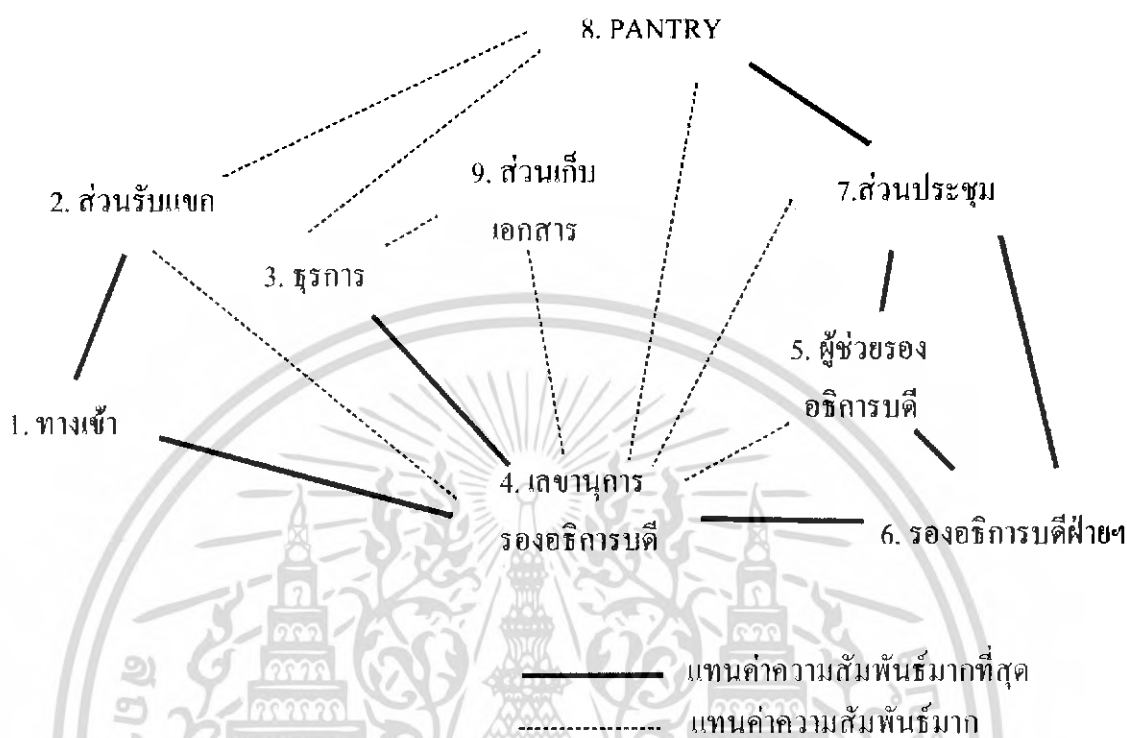 8. PANTRY
9. ส่วนเก็บ
เอกสาร
2. ส่วนรับแขก
7.ส่วนประชุม
3. ธุรการ
5. ผู้ช่วยรอง
อธิการบดี
1. ทางเข้า
4. เลขานุการ
รองอธิการบดี
6. รองอธิการบดีฝ่ายฯ
แทนค่าความสัมพันธ์มากที่สุด
แทนค่าความสัมพันธ์มาก